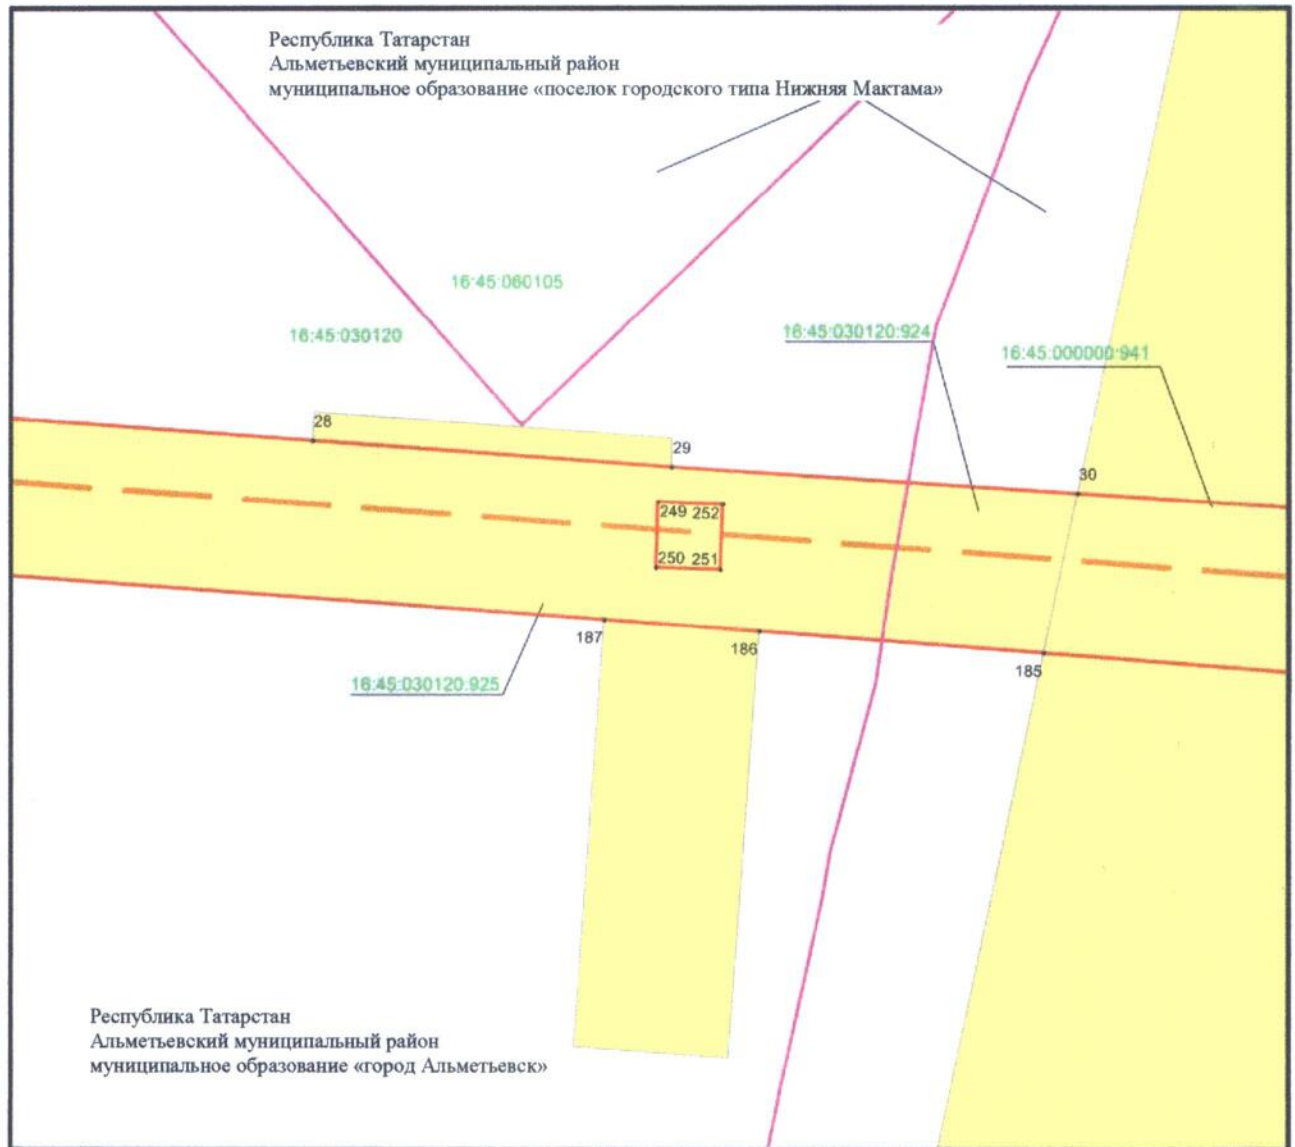 Республика Татарстан
Альметьевский муниципальный район
муниципальное образование «поселок городского типа Нижняя Мактама»
16:45:060105
16:45:030120
16:45:030120:924
16:45:000000:941
28
29
30
249 252
250 251
187
186
185
16:45:030120:925
Республика Татарстан
Альметьевский муниципальный район
муниципальное образование «город Альметьевск»